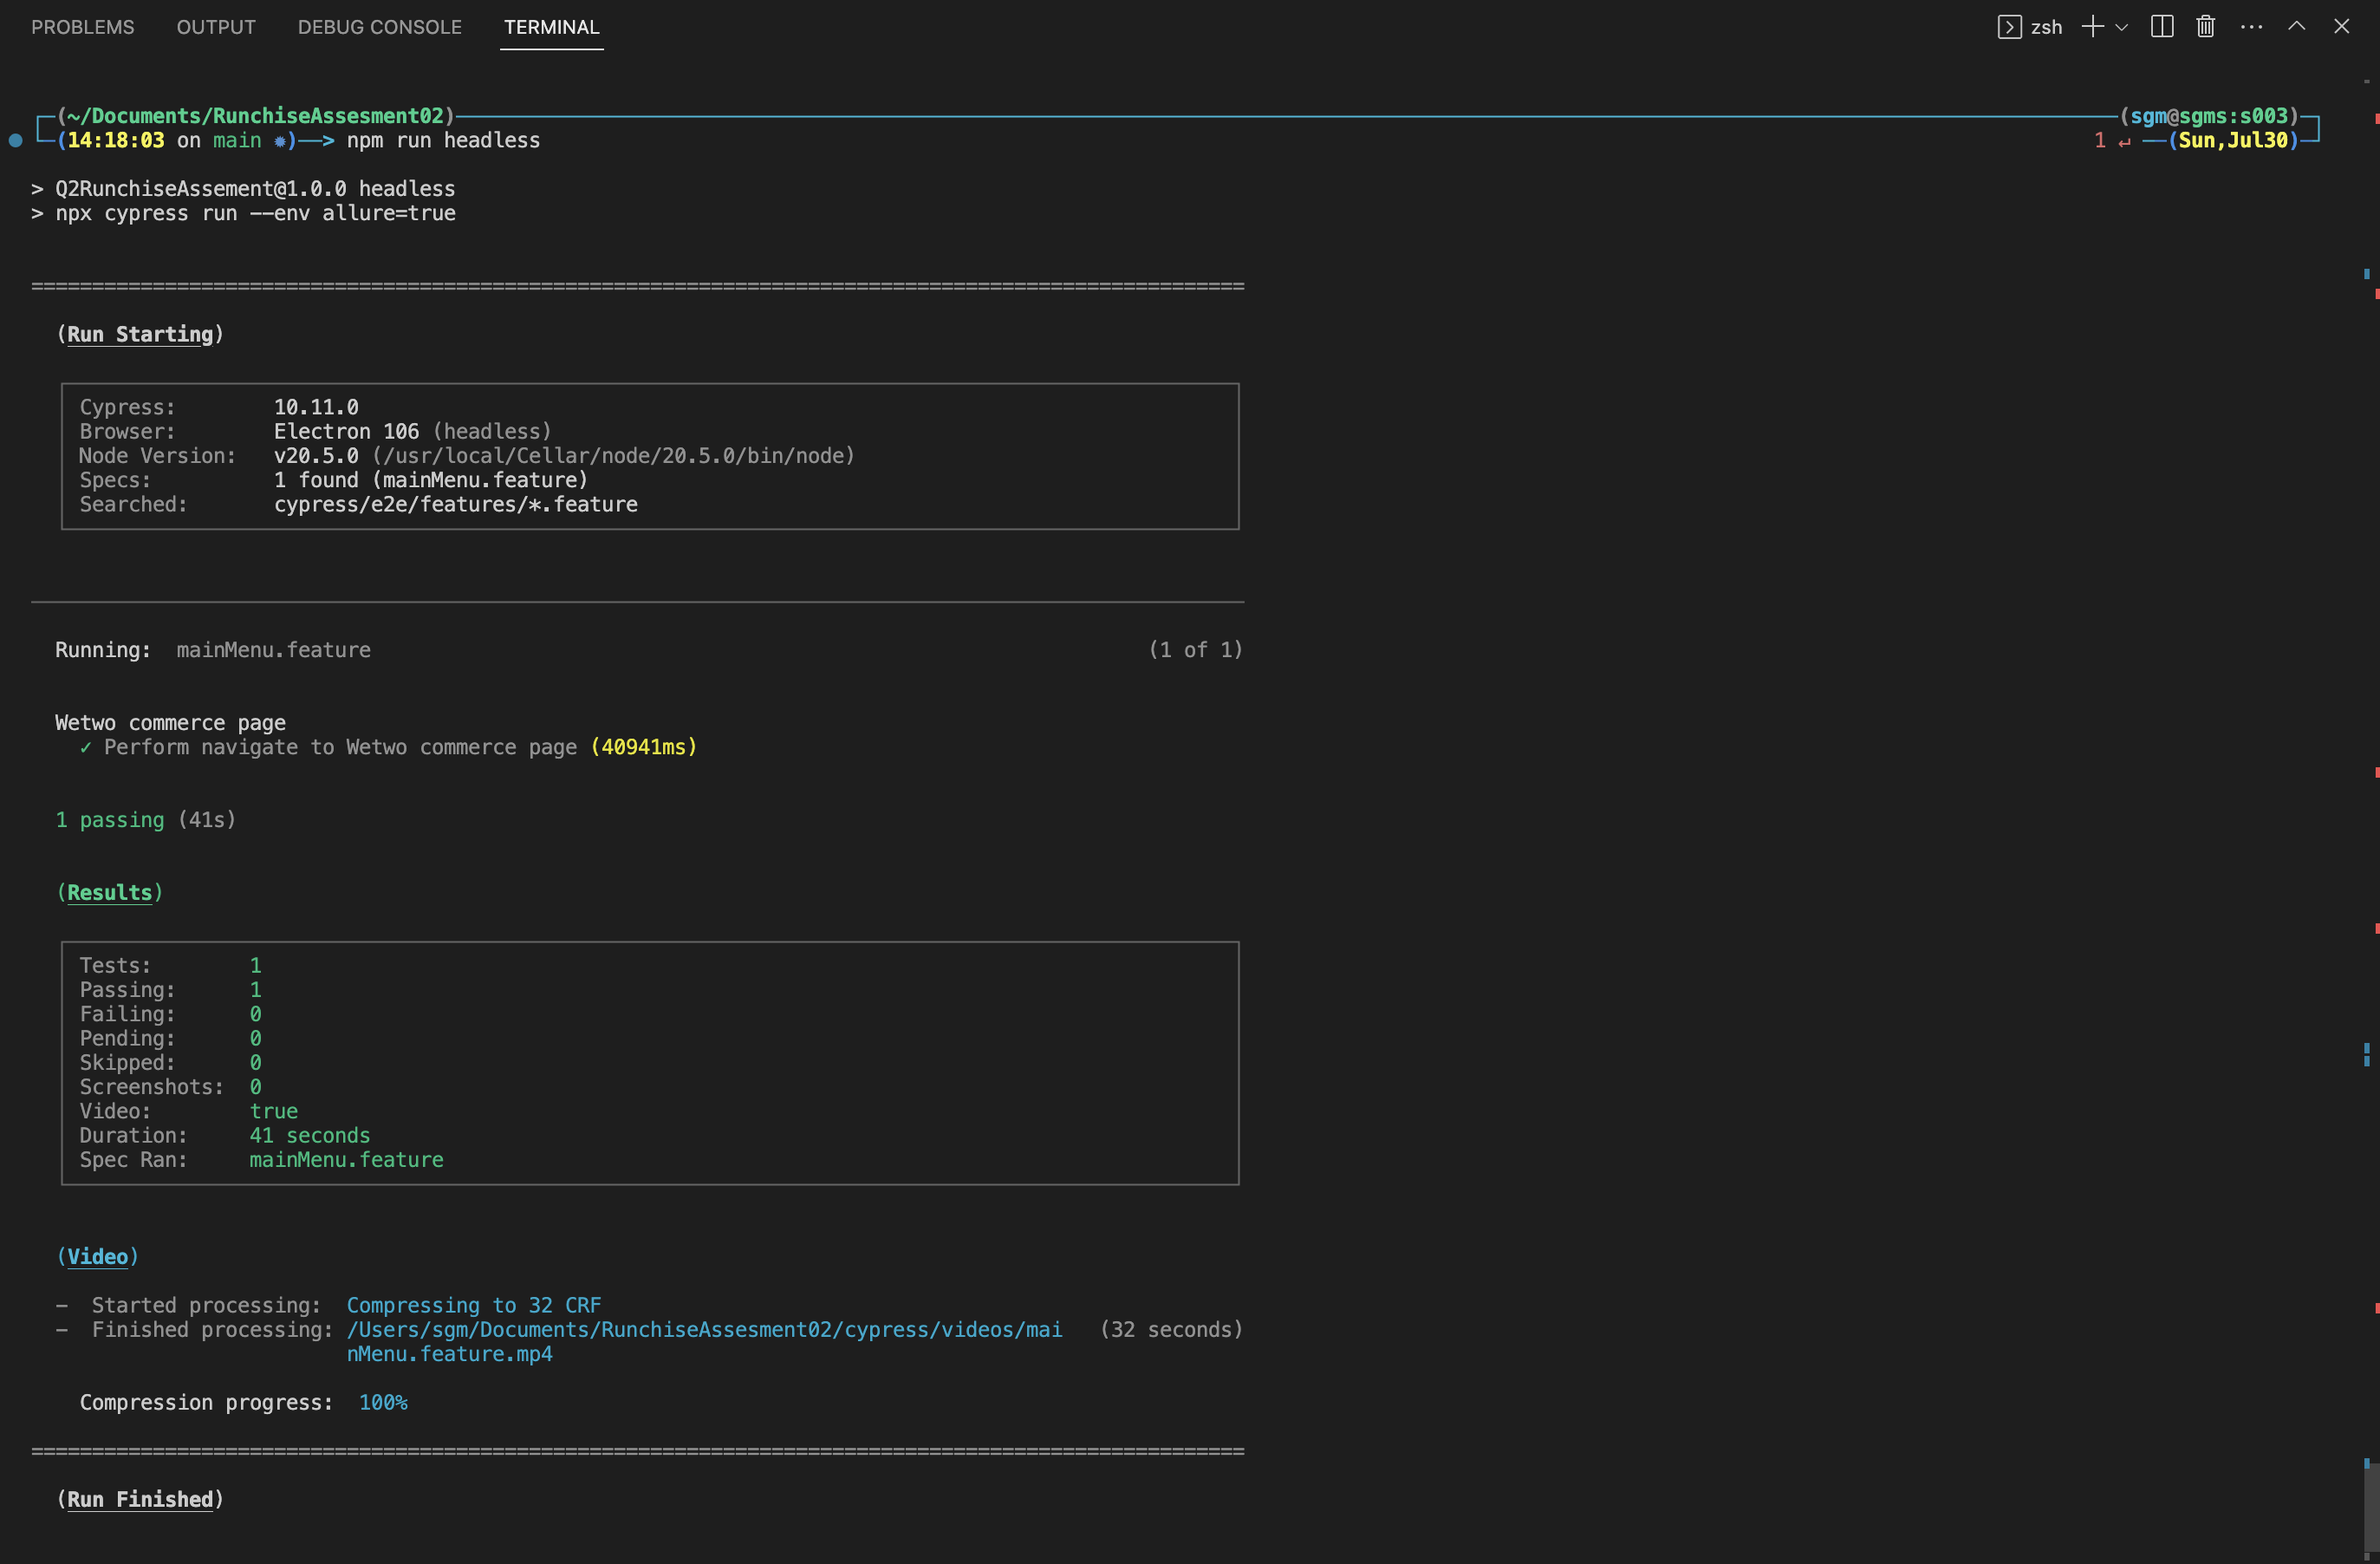 PROBLEMS OUTPUT DEBUG CONSOLE TERMINAL zsh
(~/Documents/RunchiseAssesment02) (sgm@sgms:s003)
(14:18:03 on main ✹)──> npm run headless 1 ↵ ──(Sun,Jul30)
> Q2RunchiseAssement@1.0.0 headless
> npx cypress run --env allure=true
====================================================================================================
(Run Starting)
Cypress: 10.11.0
Browser: Electron 106 (headless)
Node Version: v20.5.0 (/usr/local/Cellar/node/20.5.0/bin/node)
Specs: 1 found (mainMenu.feature)
Searched: cypress/e2e/features/*.feature
Running: mainMenu.feature (1 of 1)
Wetwo commerce page
✓ Perform navigate to Wetwo commerce page (40941ms)
1 passing (41s)
(Results)
Tests: 1
Passing: 1
Failing: 0
Pending: 0
Skipped: 0
Screenshots: 0
Video: true
Duration: 41 seconds
Spec Ran: mainMenu.feature
(Video)
- Started processing: Compressing to 32 CRF
- Finished processing: /Users/sgm/Documents/RunchiseAssesment02/cypress/videos/mai (32 seconds)
nMenu.feature.mp4
Compression progress: 100%
====================================================================================================
(Run Finished)